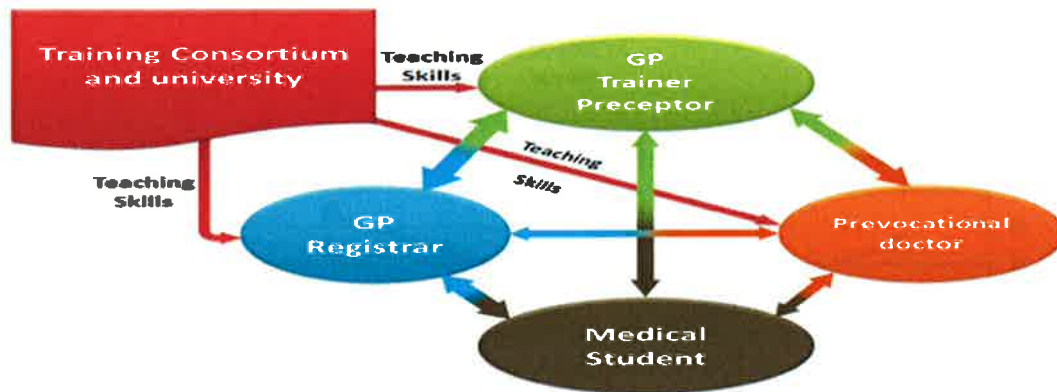 Training Consortium
and university
Teaching
Skills
GP
Trainer
Preceptor
Teaching
Skills
Teaching
Skills
GP
Registrar
Prevocational
doctor
Medical
Student